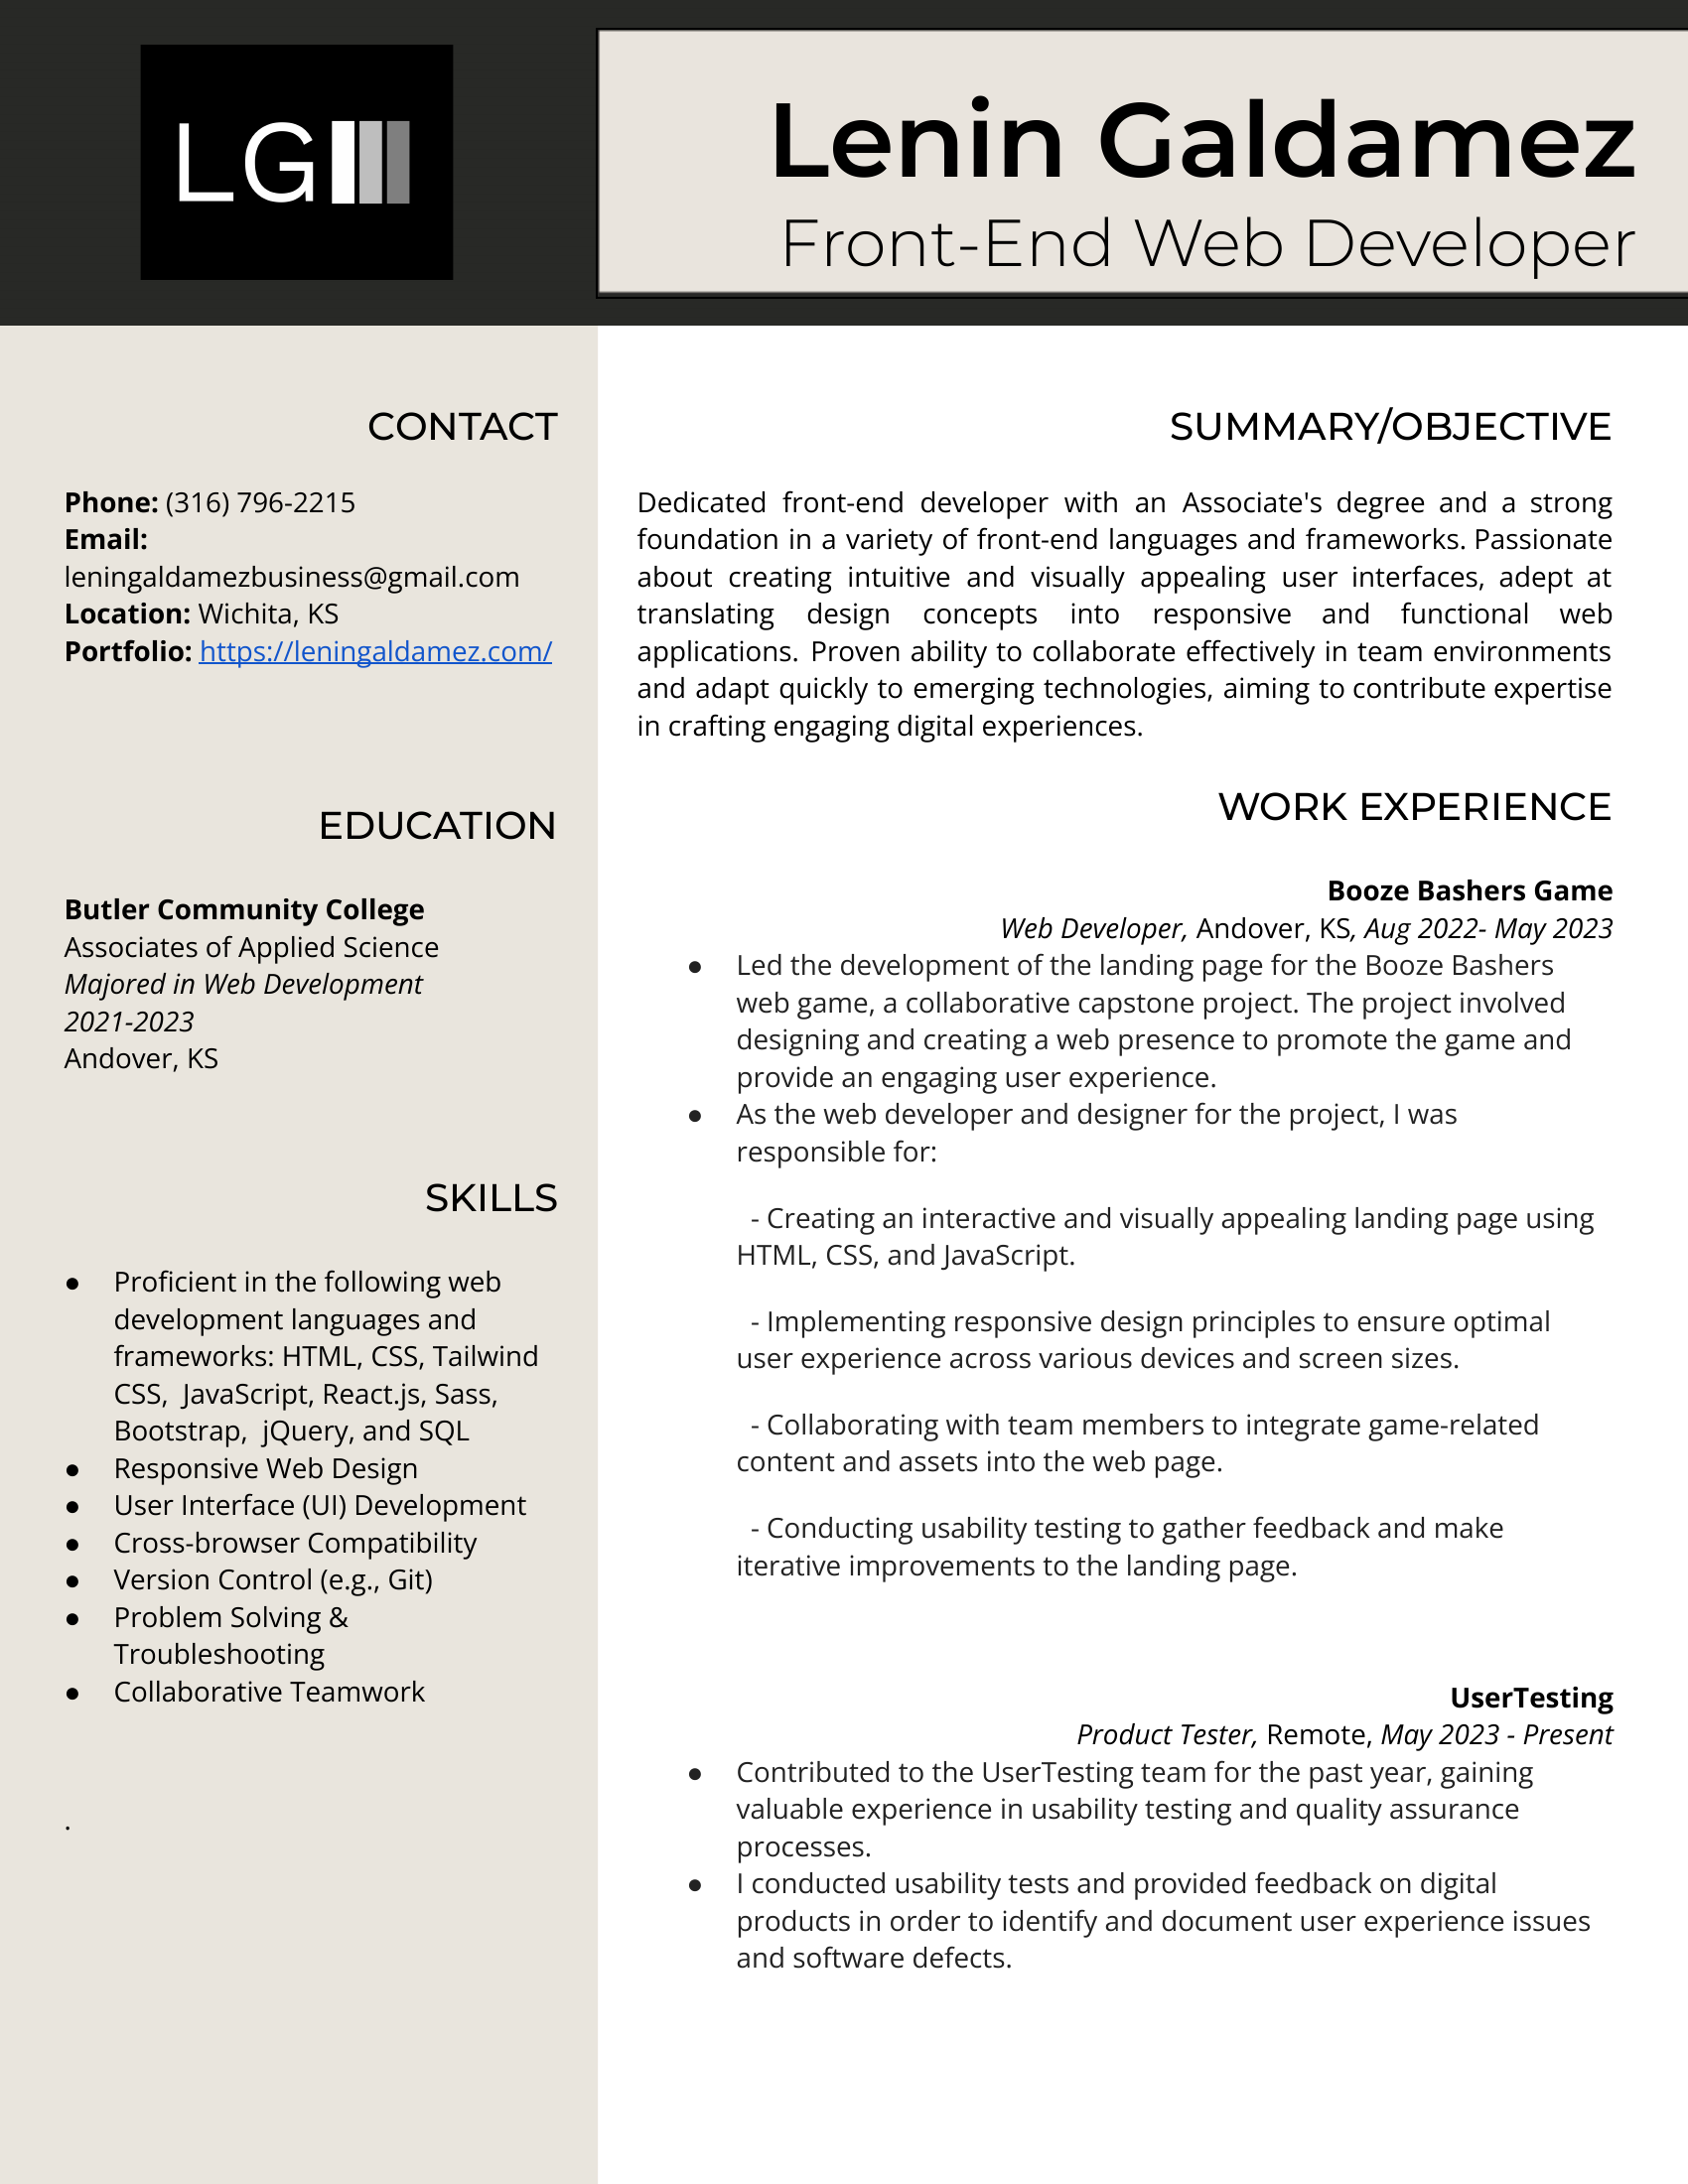 LG
Lenin Galdamez
Front-End Web Developer
CONTACT
Phone: (316) 796-2215
Email:
leningaldamezbusiness@gmail.com
Location: Wichita, KS
Portfolio: https://leningaldamez.com/
EDUCATION
Butler Community College
Associates of Applied Science
Majored in Web Development
2021-2023
Andover, KS
SKILLS
● Proficient in the following web
development languages and
frameworks: HTML, CSS, Tailwind
CSS,  JavaScript, React.js, Sass,
Bootstrap,  jQuery, and SQL
● Responsive Web Design
● User Interface (UI) Development
● Cross-browser Compatibility
● Version Control (e.g., Git)
● Problem Solving &
Troubleshooting
● Collaborative Teamwork
.
SUMMARY/OBJECTIVE
Dedicated front-end developer with an Associate's degree and a strong
foundation in a variety of front-end languages and frameworks. Passionate
about creating intuitive and visually appealing user interfaces, adept at
translating design concepts into responsive and functional web
applications. Proven ability to collaborate effectively in team environments
and adapt quickly to emerging technologies, aiming to contribute expertise
in crafting engaging digital experiences.
WORK EXPERIENCE
Booze Bashers Game
Web Developer, Andover, KS, Aug 2022- May 2023
● Led the development of the landing page for the Booze Bashers
web game, a collaborative capstone project. The project involved
designing and creating a web presence to promote the game and
provide an engaging user experience.
● As the web developer and designer for the project, I was
responsible for:
- Creating an interactive and visually appealing landing page using
HTML, CSS, and JavaScript.
- Implementing responsive design principles to ensure optimal
user experience across various devices and screen sizes.
- Collaborating with team members to integrate game-related
content and assets into the web page.
- Conducting usability testing to gather feedback and make
iterative improvements to the landing page.
UserTesting
Product Tester, Remote, May 2023 - Present
● Contributed to the UserTesting team for the past year, gaining
valuable experience in usability testing and quality assurance
processes.
● I conducted usability tests and provided feedback on digital
products in order to identify and document user experience issues
and software defects.